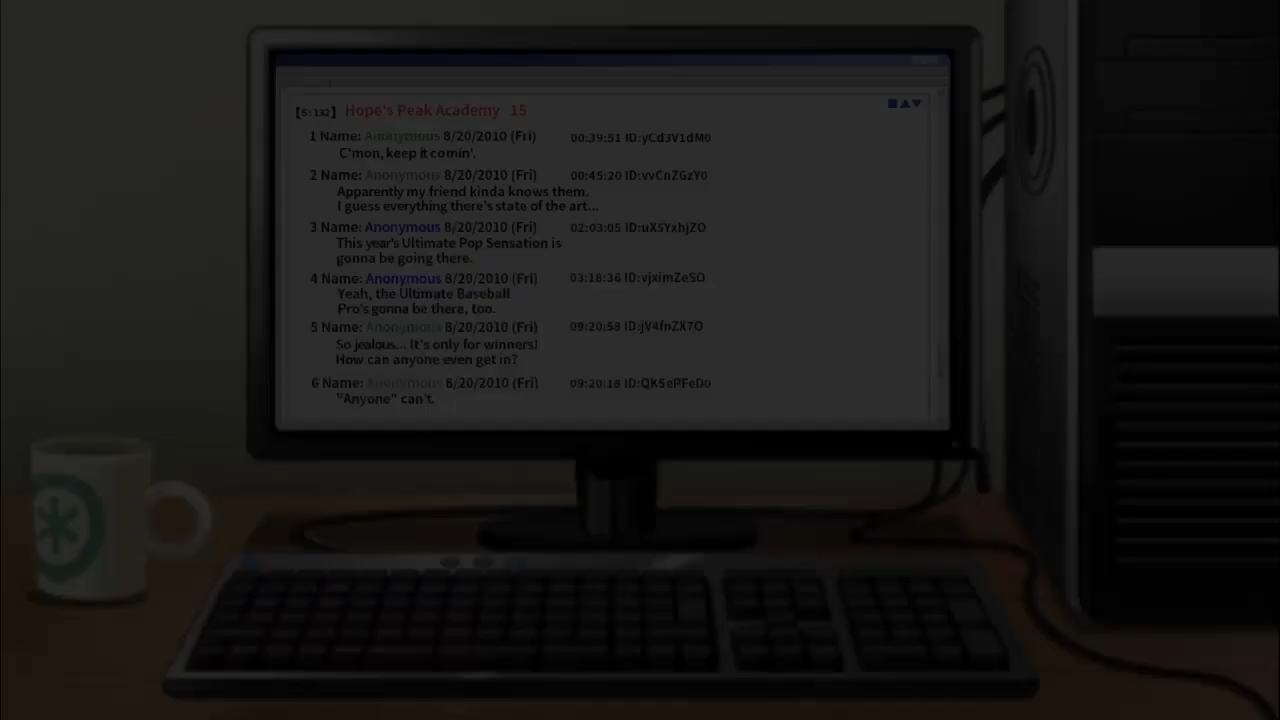 【5:132】 Hope's Peak Academy 15
1 Name: Anonymous 8/20/2010 (Fri) 00:39:51 ID:yCd3V1dM0
C'mon, keep it comin'.
2 Name: Anonymous 8/20/2010 (Fri) 00:45:20 ID:vvCnZGzY0
Apparently my friend kinda knows them.
I guess everything there's state of the art...
3 Name: Anonymous 8/20/2010 (Fri) 02:03:05 ID:uX5YxhjZO
This year's Ultimate Pop Sensation is
gonna be going there.
4 Name: Anonymous 8/20/2010 (Fri) 03:18:36 ID:vjximZeSO
Yeah, the Ultimate Baseball
Pro's gonna be there, too.
5 Name: Anonymous 8/20/2010 (Fri) 09:20:58 ID:jV4fnZX7O
So jealous... It's only for winners!
How can anyone even get in?
6 Name: Anonymous 8/20/2010 (Fri) 09:20:18 ID:QKSePFeD0
"Anyone" can't.